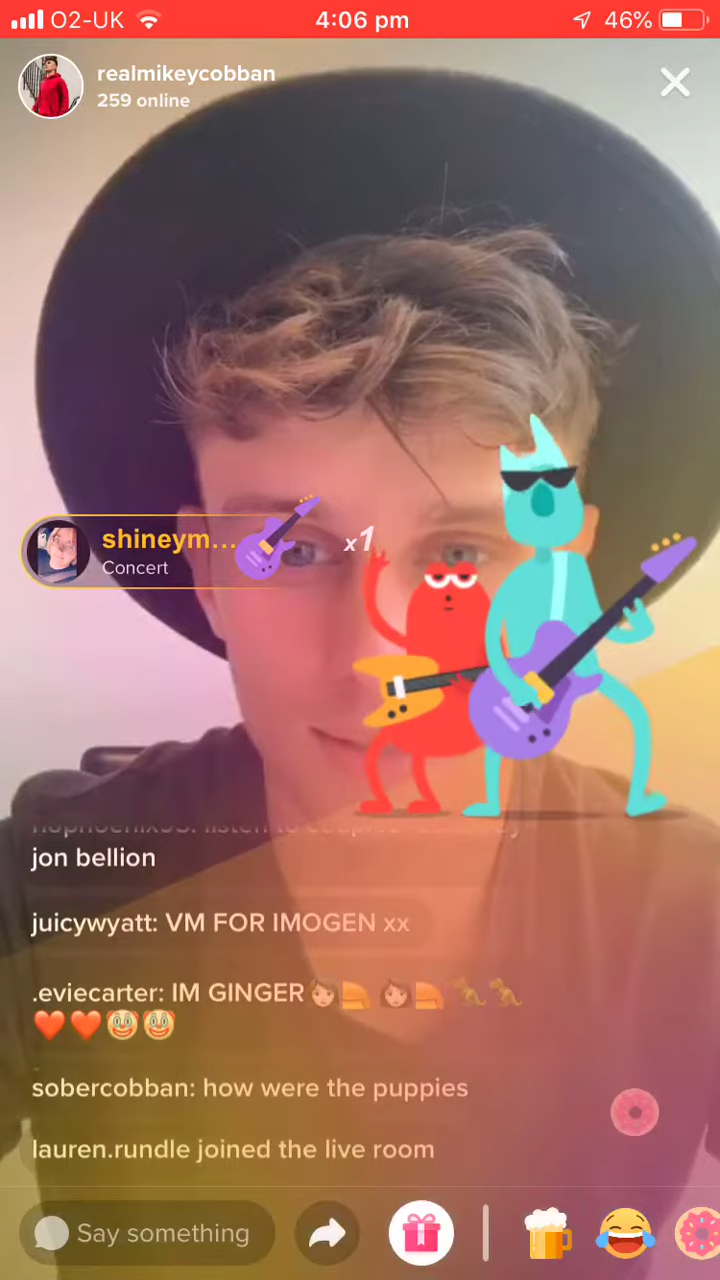 O2-UK
4:06 pm
46%
realmikeycobban
259 online
shineym...
Concert
x1
jon bellion
juicywyatt: VM FOR IMOGEN xx
.eviecarter: IM GINGER
sobercobban: how were the puppies
lauren.rundle joined the live room
Say something